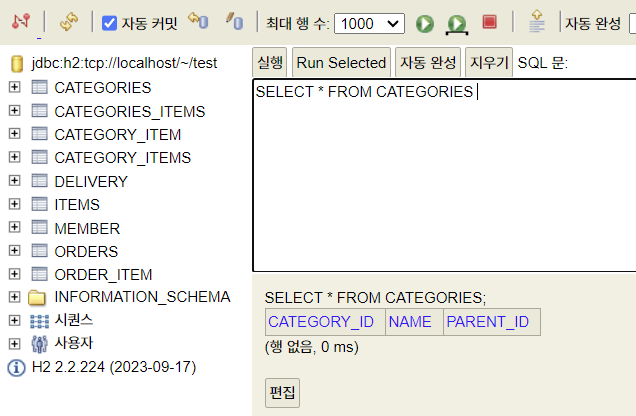 자동 커밋 최대 행 수: 1000 자동 완성
jdbc:h2:tcp://localhost/~/test
CATEGORIES
CATEGORIES_ITEMS
CATEGORY_ITEM
CATEGORY_ITEMS
DELIVERY
ITEMS
MEMBER
ORDERS
ORDER_ITEM
INFORMATION_SCHEMA
시퀀스
사용자
H2 2.2.224 (2023-09-17)
실행 Run Selected 자동 완성 지우기 SQL 문:
SELECT * FROM CATEGORIES
SELECT * FROM CATEGORIES;
CATEGORY_ID NAME PARENT_ID
(행 없음, 0 ms)
편집